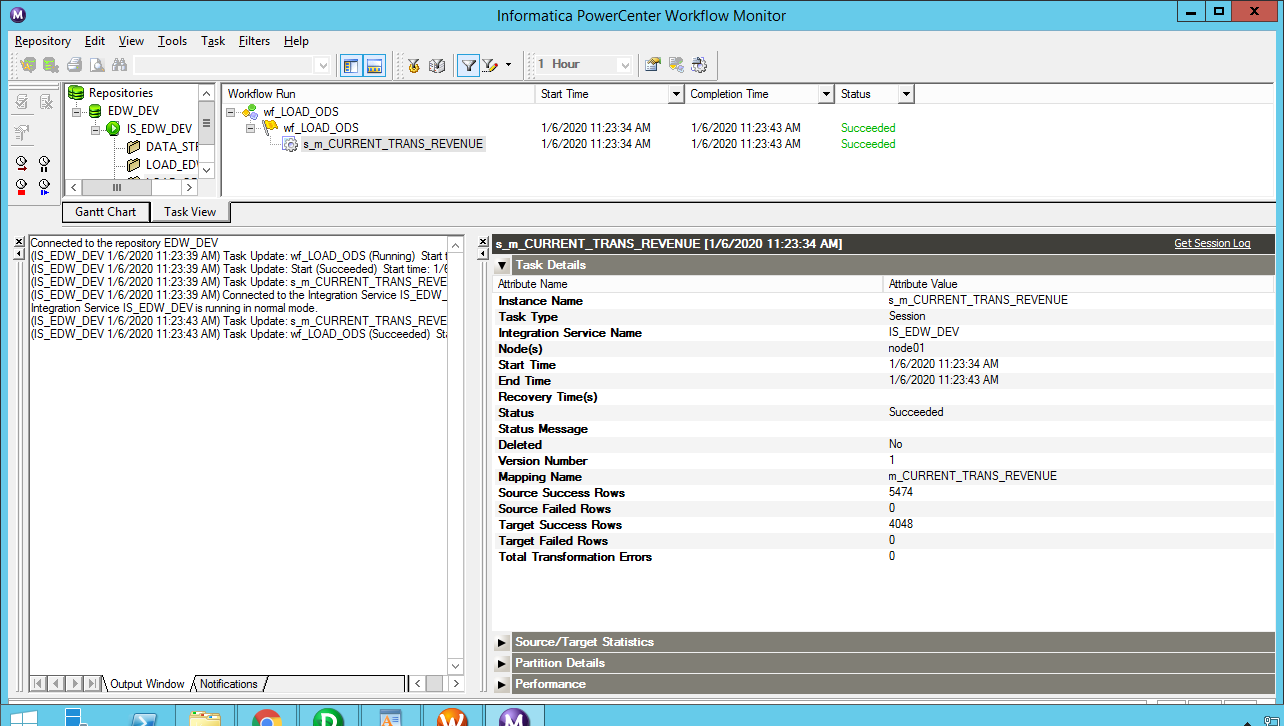 Informatica PowerCenter Workflow Monitor
Repository Edit View Tools Task Filters Help
1 Hour
Repositories
EDW_DEV
IS_EDW_DEV
DATA_STR
LOAD_EDW
Workflow Run Start Time Completion Time Status
wf_LOAD_ODS
wf_LOAD_ODS 1/6/2020 11:23:34 AM 1/6/2020 11:23:43 AM Succeeded
s_m_CURRENT_TRANS_REVENUE 1/6/2020 11:23:34 AM 1/6/2020 11:23:43 AM Succeeded
Gantt Chart Task View
Connected to the repository EDW_DEV
(IS_EDW_DEV 1/6/2020 11:23:39 AM) Task Update: wf_LOAD_ODS (Running) Start t
(IS_EDW_DEV 1/6/2020 11:23:39 AM) Task Update: Start (Succeeded) Start time: 1/6
(IS_EDW_DEV 1/6/2020 11:23:39 AM) Task Update: s_m_CURRENT_TRANS_REVE
(IS_EDW_DEV 1/6/2020 11:23:39 AM) Connected to the Integration Service IS_EDW_
Integration Service IS_EDW_DEV is running in normal mode.
(IS_EDW_DEV 1/6/2020 11:23:43 AM) Task Update: s_m_CURRENT_TRANS_REVE
(IS_EDW_DEV 1/6/2020 11:23:43 AM) Task Update: wf_LOAD_ODS (Succeeded) Sta
Output Window Notifications
s_m_CURRENT_TRANS_REVENUE [1/6/2020 11:23:34 AM] Get Session Log
Task Details
Attribute Name Attribute Value
Instance Name s_m_CURRENT_TRANS_REVENUE
Task Type Session
Integration Service Name IS_EDW_DEV
Node(s) node01
Start Time 1/6/2020 11:23:34 AM
End Time 1/6/2020 11:23:43 AM
Recovery Time(s)
Status Succeeded
Status Message
Deleted No
Version Number 1
Mapping Name m_CURRENT_TRANS_REVENUE
Source Success Rows 5474
Source Failed Rows 0
Target Success Rows 4048
Target Failed Rows 0
Total Transformation Errors 0
Source/Target Statistics
Partition Details
Performance